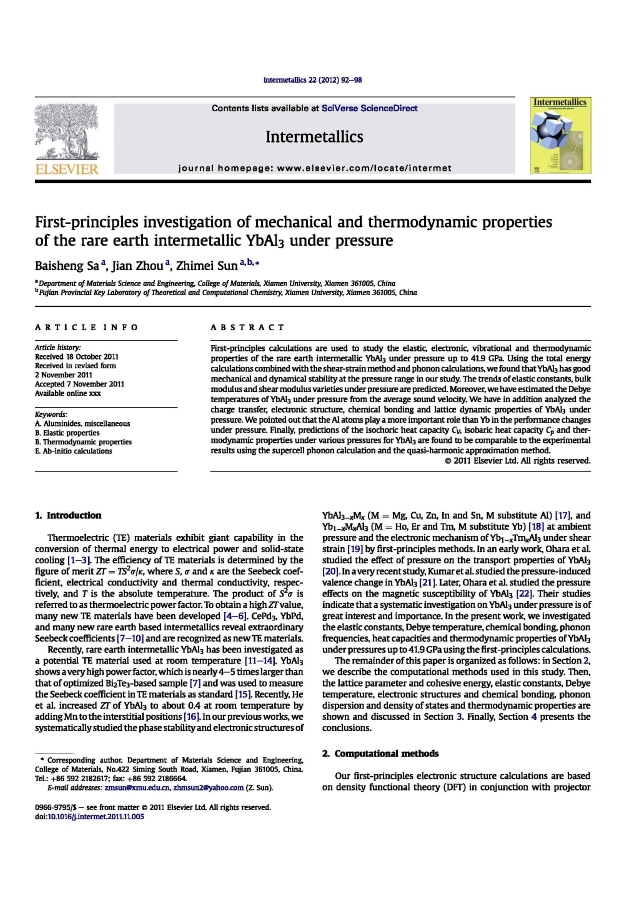 Intermetallics 22 (2012) 92–98
Contents lists available at SciVerse ScienceDirect
Intermetallics
journal homepage: www.elsevier.com/locate/intermet
ELSEVIER
Intermetallics
First-principles investigation of mechanical and thermodynamic properties
of the rare earth intermetallic YbAl₃ under pressure
Baisheng Sa ᵃ, Jian Zhou ᵃ, Zhimei Sun ᵃ,ᵇ,*
ᵃ Department of Materials Science and Engineering, College of Materials, Xiamen University, Xiamen 361005, China
ᵇ Fujian Provincial Key Laboratory of Theoretical and Computational Chemistry, Xiamen University, Xiamen 361005, China
ARTICLE INFO
Article history:
Received 18 October 2011
Received in revised form
2 November 2011
Accepted 7 November 2011
Available online xxx
Keywords:
A. Aluminides, miscellaneous
B. Elastic properties
B. Thermodynamic properties
E. Ab-initio calculations
ABSTRACT
First-principles calculations are used to study the elastic, electronic, vibrational and thermodynamic
properties of the rare earth intermetallic YbAl₃ under pressure up to 41.9 GPa. Using the total energy
calculations combined with the shear-strain method and phonon calculations, we found that YbAl₃ has good
mechanical and dynamical stability at the pressure range in our study. The trends of elastic constants, bulk
modulus and shear modulus varieties under pressure are predicted. Moreover, we have estimated the Debye
temperatures of YbAl₃ under pressure from the average sound velocity. We have in addition analyzed the
charge transfer, electronic structure, chemical bonding and lattice dynamic properties of YbAl₃ under
pressure. We pointed out that the Al atoms play a more important role than Yb in the performance changes
under pressure. Finally, predictions of the isochoric heat capacity Cᵥ, isobaric heat capacity Cₚ and ther-
modynamic properties under various pressures for YbAl₃ are found to be comparable to the experimental
results using the supercell phonon calculation and the quasi-harmonic approximation method.
© 2011 Elsevier Ltd. All rights reserved.
1. Introduction
Thermoelectric (TE) materials exhibit giant capability in the
conversion of thermal energy to electrical power and solid-state
cooling [1–3]. The efficiency of TE materials is determined by the
figure of merit ZT = TS²σ/κ, where S, σ and κ are the Seebeck coef-
ficient, electrical conductivity and thermal conductivity, respec-
tively, and T is the absolute temperature. The product of S²σ is
referred to as thermoelectric power factor. To obtain a high ZT value,
many new TE materials have been developed [4–6], CePd₃, YbPd,
and many new rare earth based intermetallics reveal extraordinary
Seebeck coefficients [7–10] and are recognized as new TE materials.
Recently, rare earth intermetallic YbAl₃ has been investigated as
a potential TE material used at room temperature [11–14]. YbAl₃
shows a very high power factor, which is nearly 4–5 times larger than
that of optimized Bi₂Te₃-based sample [7] and was used to measure
the Seebeck coefficient in TE materials as standard [15]. Recently, He
et al. increased ZT of YbAl₃ to about 0.4 at room temperature by
adding Mn to the interstitial positions [16]. In our previous works, we
systematically studied the phase stability and electronic structures of
* Corresponding author. Department of Materials Science and Engineering,
College of Materials, No.422 Siming South Road, Xiamen, Fujian 361005, China.
Tel.: +86 592 2182617; fax: +86 592 2186664.
E-mail addresses: zmsun@xmu.edu.cn, zhmsun2@yahoo.com (Z. Sun).
0966-9795/$ – see front matter © 2011 Elsevier Ltd. All rights reserved.
doi:10.1016/j.intermet.2011.11.005
YbAl₃₋ₓMₓ (M = Mg, Cu, Zn, In and Sn, M substitute Al) [17], and
Yb₁₋ₓMₓAl₃ (M = Ho, Er and Tm, M substitute Yb) [18] at ambient
pressure and the electronic mechanism of Yb₁₋ₓTmₓAl₃ under shear
strain [19] by first-principles methods. In an early work, Ohara et al.
studied the effect of pressure on the transport properties of YbAl₃
[20]. In a very recent study, Kumar et al. studied the pressure-induced
valence change in YbAl₃ [21]. Later, Ohara et al. studied the pressure
effects on the magnetic susceptibility of YbAl₃ [22]. Their studies
indicate that a systematic investigation on YbAl₃ under pressure is of
great interest and importance. In the present work, we investigated
the elastic constants, Debye temperature, chemical bonding, phonon
frequencies, heat capacities and thermodynamic properties of YbAl₃
under pressures up to 41.9 GPa using the first-principles calculations.
The remainder of this paper is organized as follows: in Section 2,
we describe the computational methods used in this study. Then,
the lattice parameter and cohesive energy, elastic constants, Debye
temperature, electronic structures and chemical bonding, phonon
dispersion and density of states and thermodynamic properties are
shown and discussed in Section 3. Finally, Section 4 presents the
conclusions.
2. Computational methods
Our first-principles electronic structure calculations are based
on density functional theory (DFT) in conjunction with projector